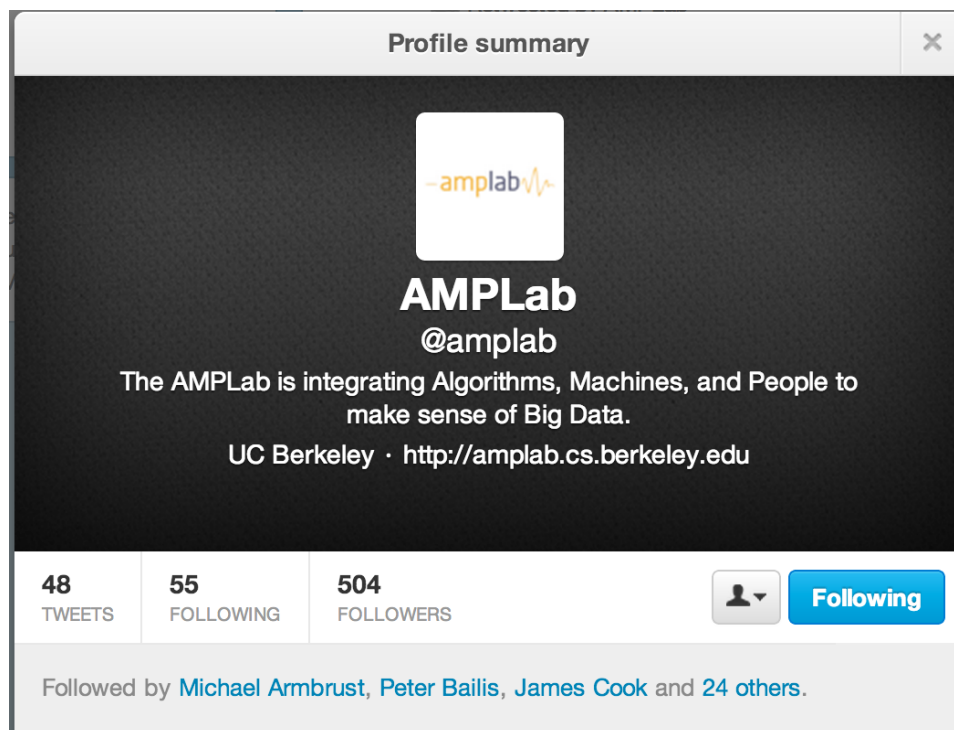 Profile summary
×
amplab
AMPLab
@amplab
The AMPLab is integrating Algorithms, Machines, and People to
make sense of Big Data.
UC Berkeley · http://amplab.cs.berkeley.edu
48
TWEETS
55
FOLLOWING
504
FOLLOWERS
Following
Followed by Michael Armbrust, Peter Bailis, James Cook and 24 others.